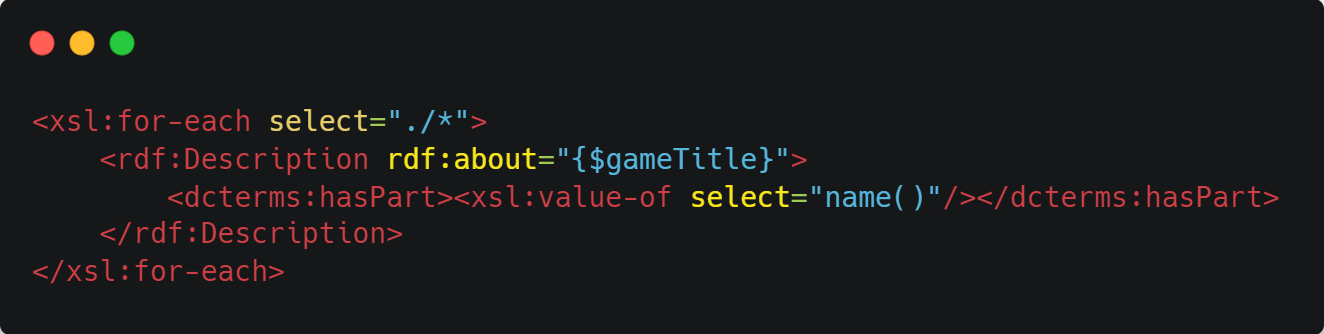 <xsl:for-each select="./*">
    <rdf:Description rdf:about="{$gameTitle}">
        <dcterms:hasPart><xsl:value-of select="name()"/></dcterms:hasPart>
    </rdf:Description>
</xsl:for-each>